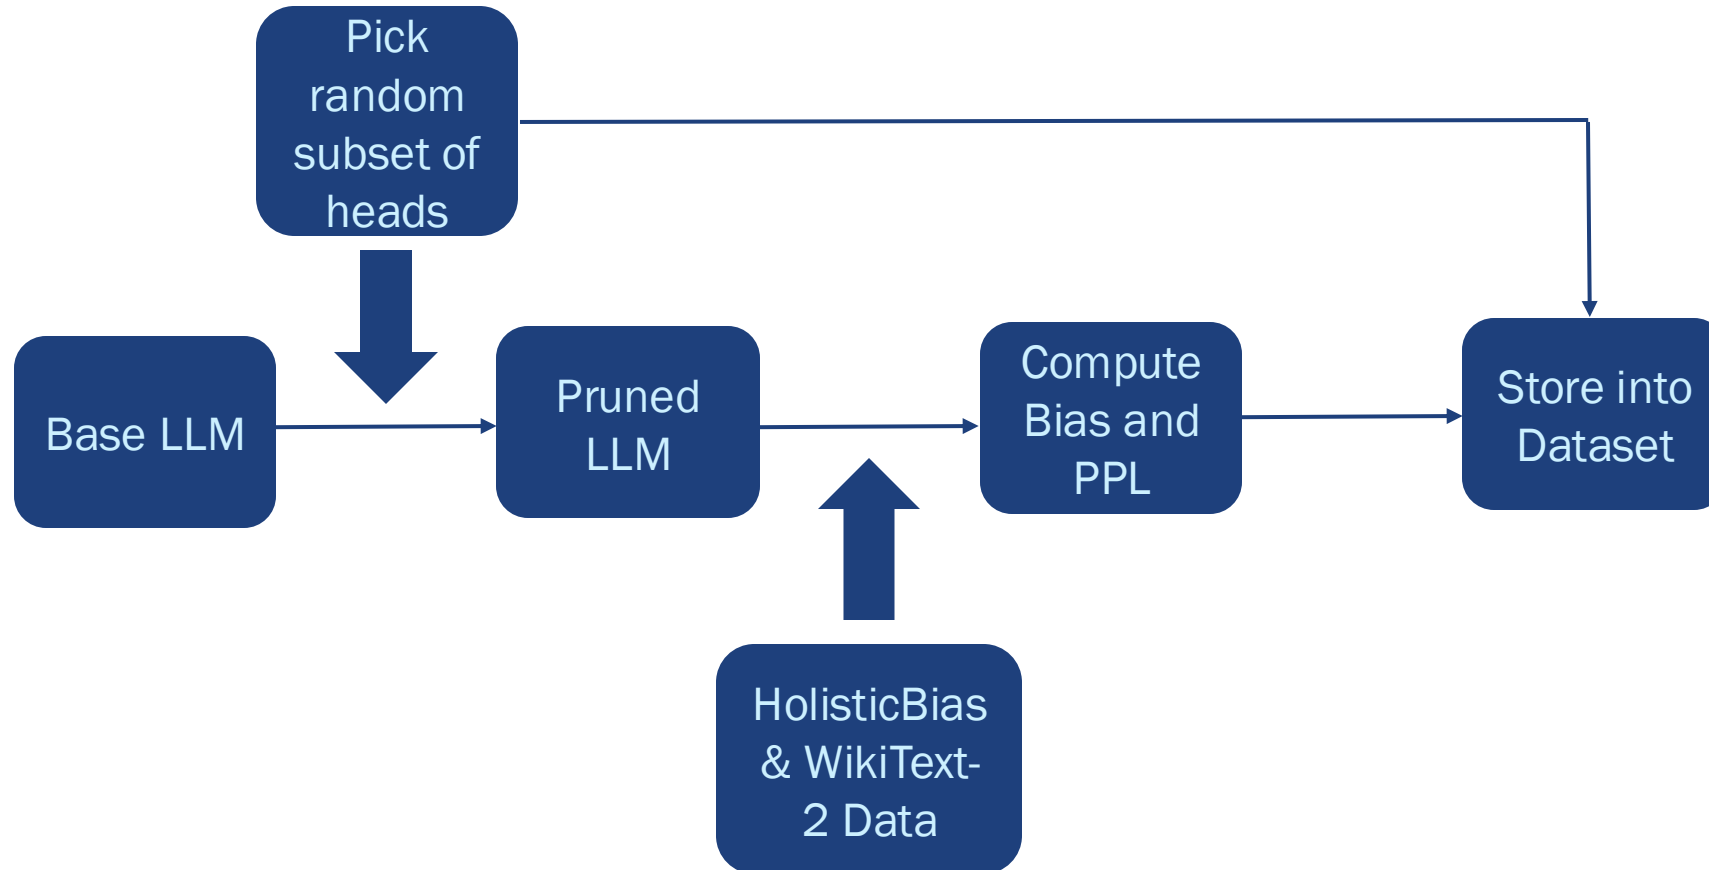 Pick
random
subset of
heads
Base LLM
Pruned
LLM
Compute
Bias and
PPL
Store into
Dataset
HolisticBias
& WikiText-
2 Data